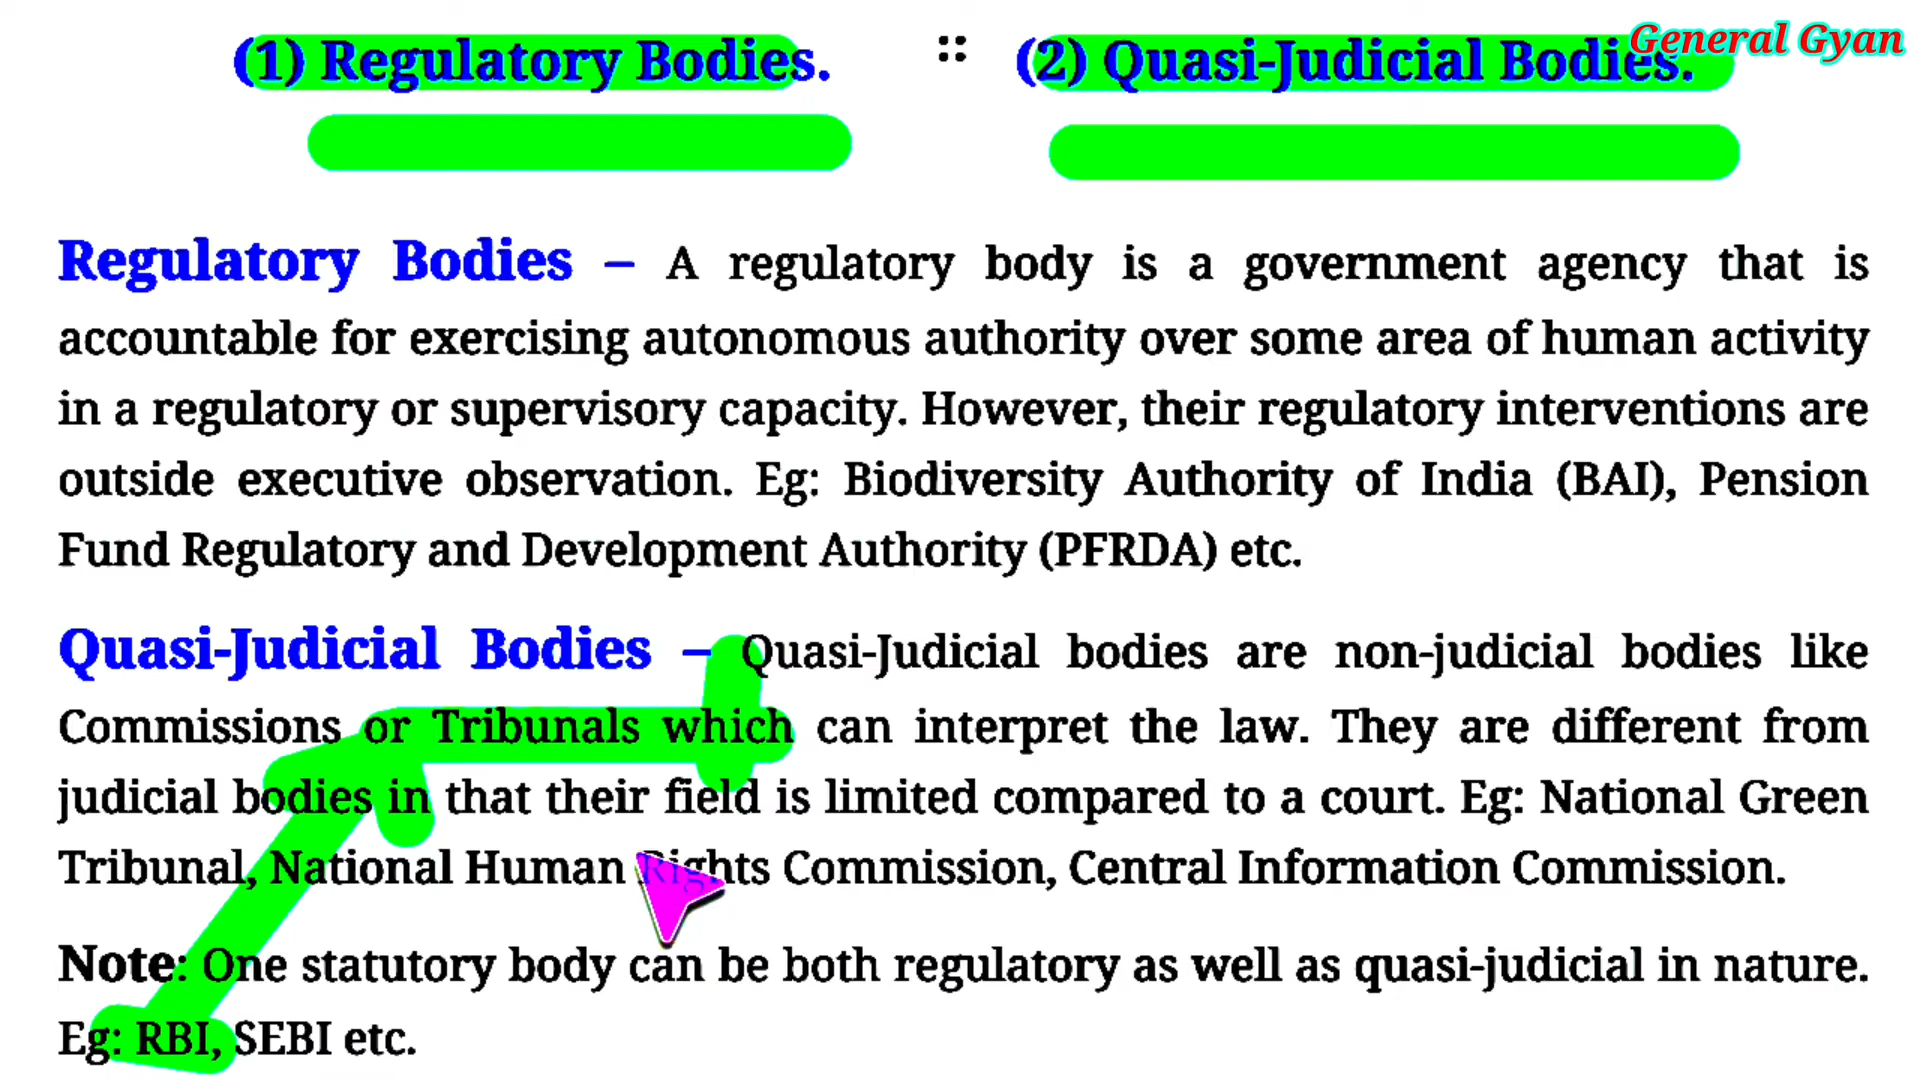 (1) Regulatory Bodies. :: (2) Quasi-Judicial Bodies.
General Gyan
Regulatory Bodies – A regulatory body is a government agency that is
accountable for exercising autonomous authority over some area of human activity
in a regulatory or supervisory capacity. However, their regulatory interventions are
outside executive observation. Eg: Biodiversity Authority of India (BAI), Pension
Fund Regulatory and Development Authority (PFRDA) etc.
Quasi-Judicial Bodies – Quasi-Judicial bodies are non-judicial bodies like
Commissions or Tribunals which can interpret the law. They are different from
judicial bodies in that their field is limited compared to a court. Eg: National Green
Tribunal, National Human Rights Commission, Central Information Commission.
Note: One statutory body can be both regulatory as well as quasi-judicial in nature.
Eg: RBI, SEBI etc.